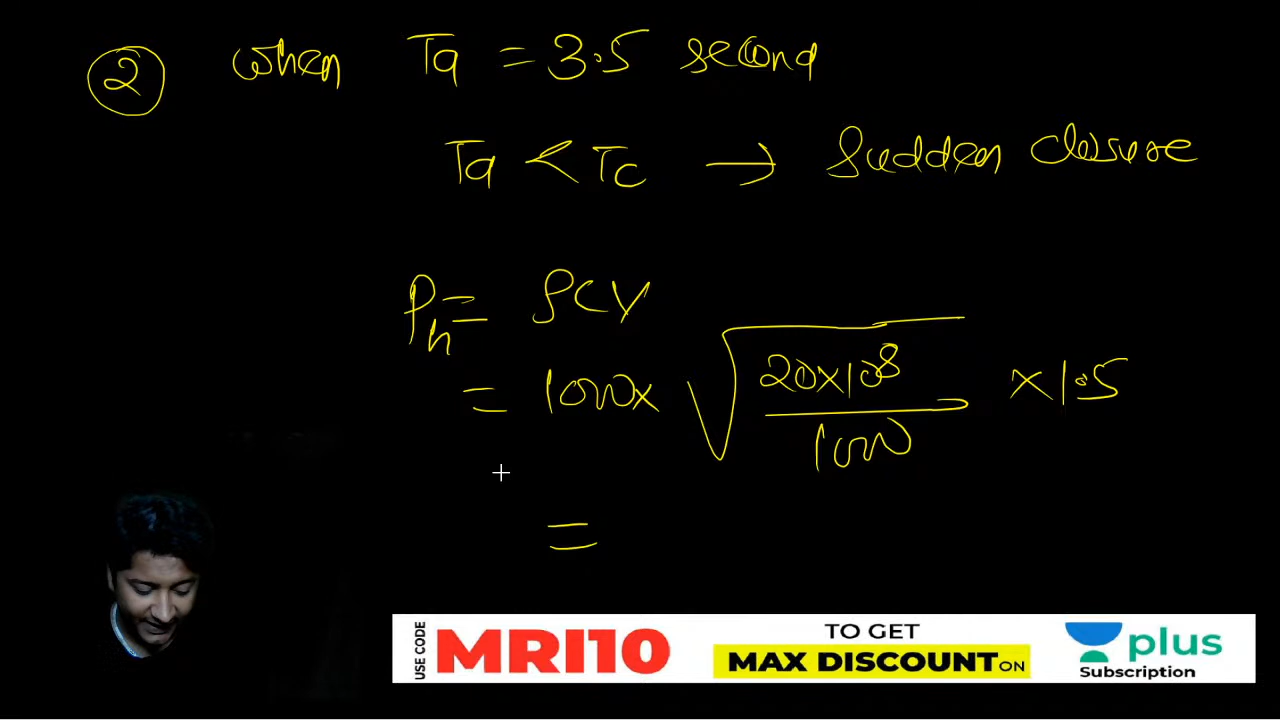 2 when Ta = 3.5 second
Ta < Tc → Sudden closure
Ph = ρCV
= 1000 × √(20×10⁸/1000) × 1.5
=
USE CODE MRI10 TO GET MAX DISCOUNT ON plus Subscription